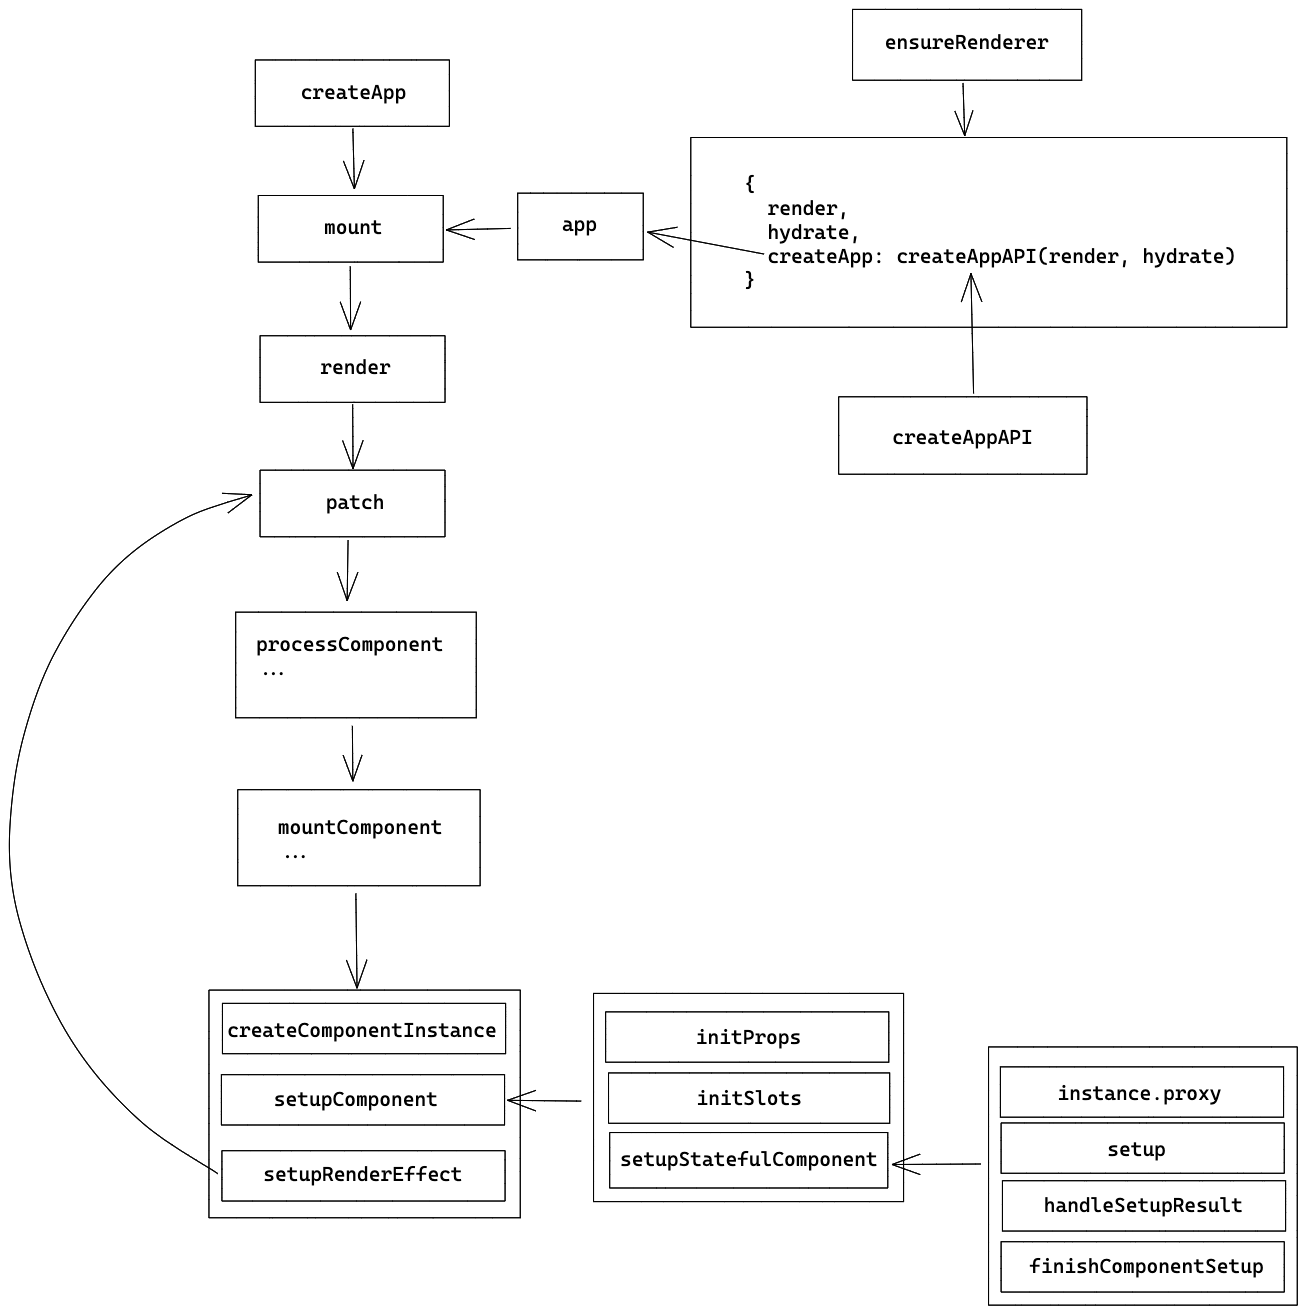 ensureRenderer
createApp
{
render,
hydrate,
createApp: createAppAPI(render, hydrate)
}
app
mount
render
createAppAPI
patch
processComponent
...
mountComponent
...
createComponentInstance
setupComponent
setupRenderEffect
initProps
initSlots
setupStatefulComponent
instance.proxy
setup
handleSetupResult
finishComponentSetup